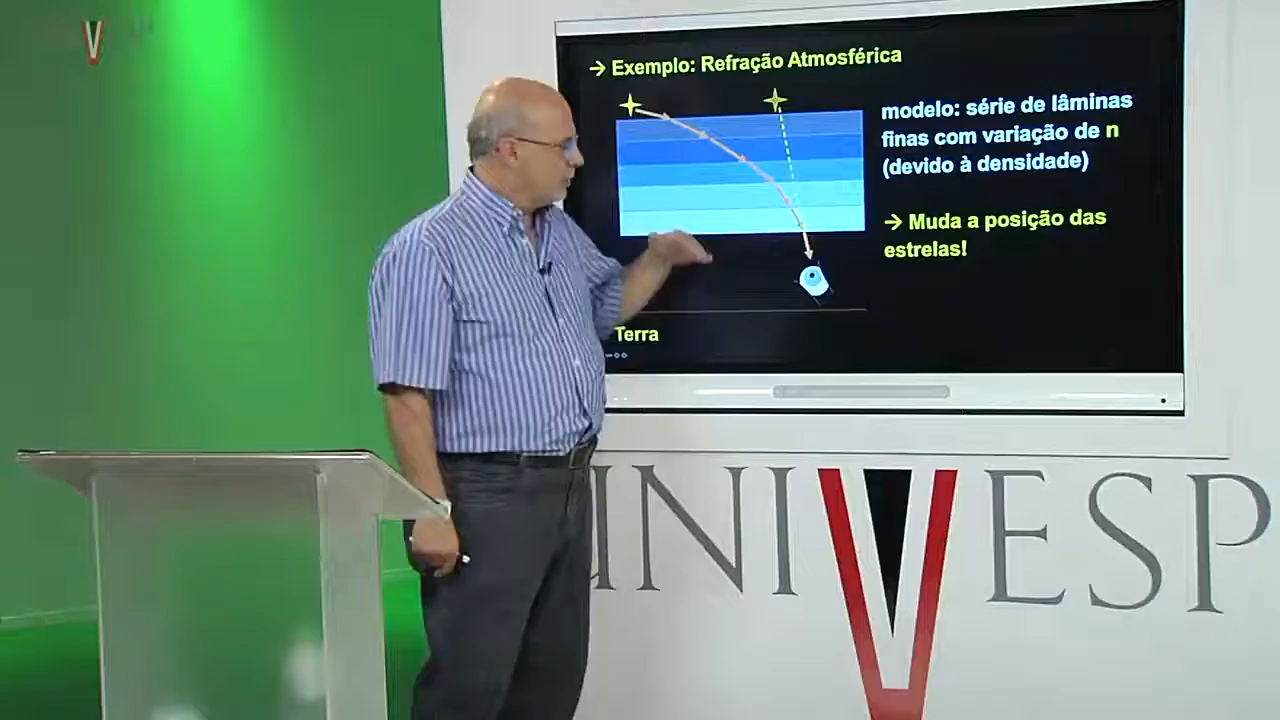 → Exemplo: Refração Atmosférica
modelo: série de lâminas
finas com variação de n
(devido à densidade)
→ Muda a posição das
estrelas!
Terra
UNIVESP